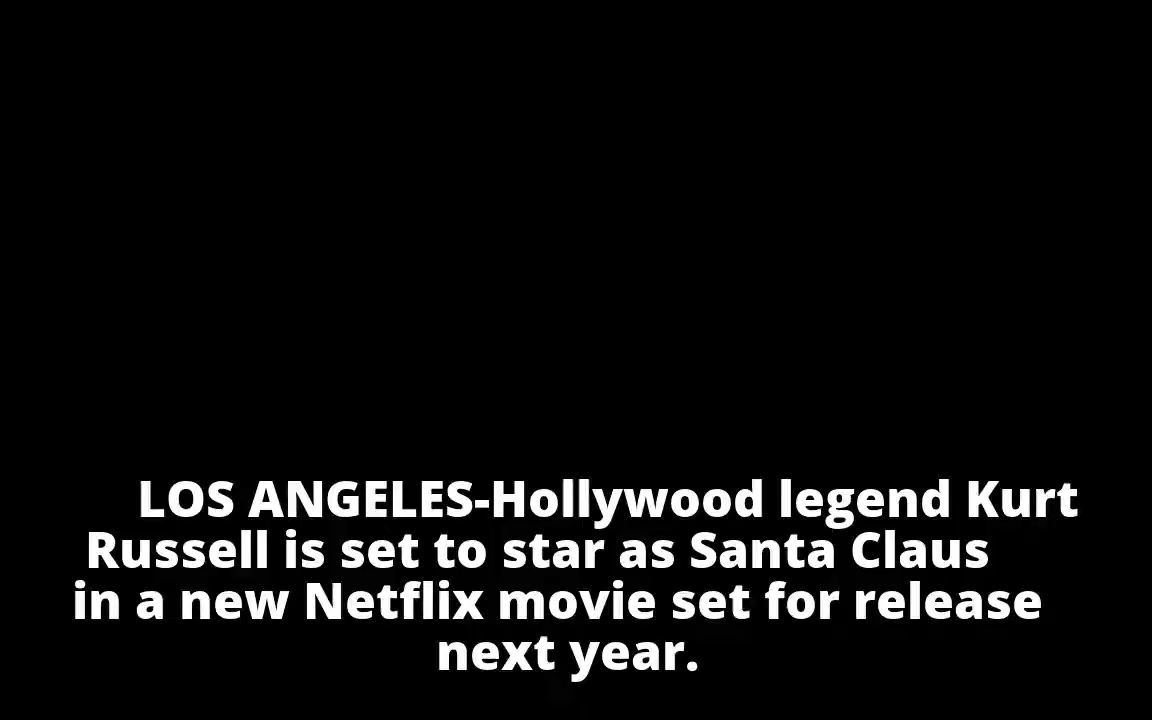 LOS ANGELES-Hollywood legend Kurt
Russell is set to star as Santa Claus
in a new Netflix movie set for release
next year.